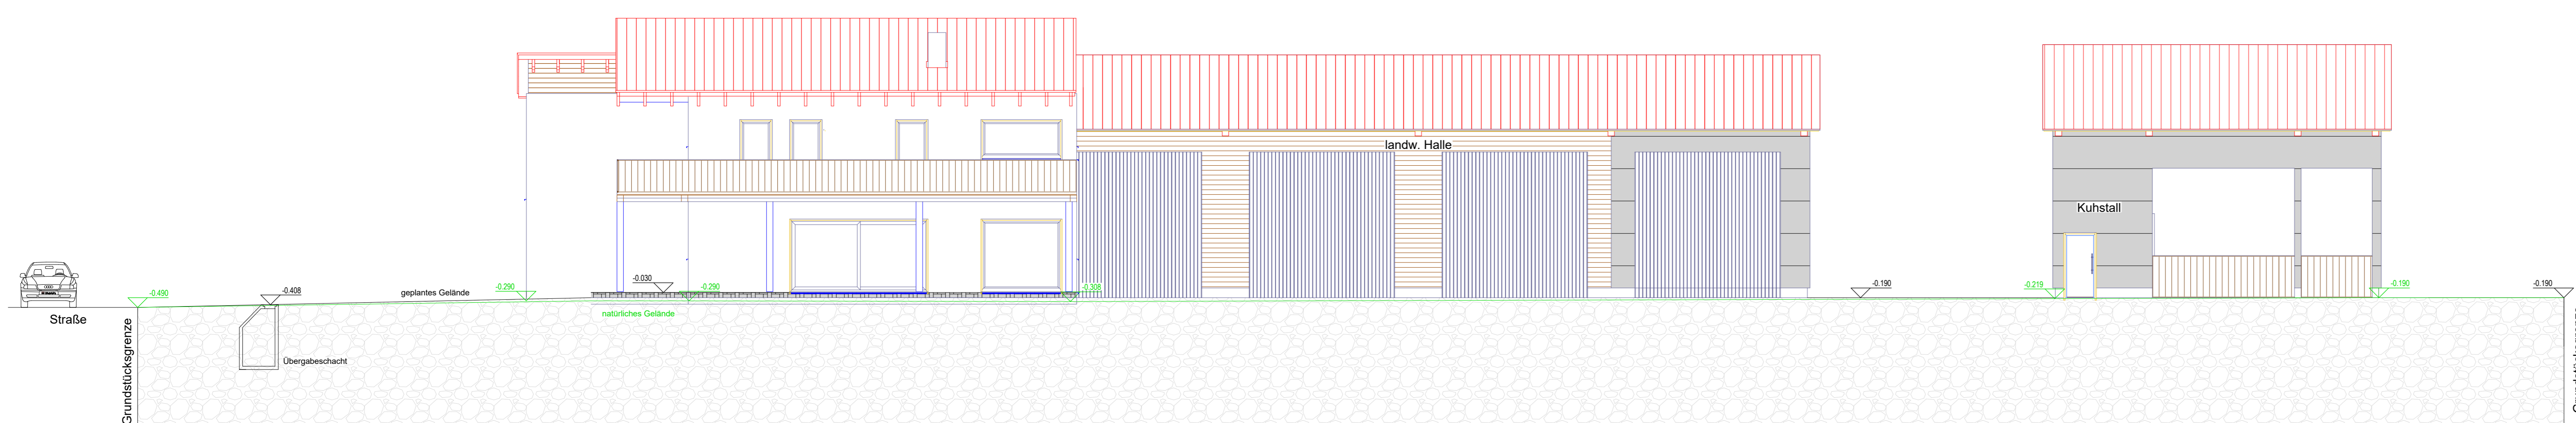 landw. Halle
Kuhstall
-0.030
-0.290
-0.290
-0.308
-0.190
-0.219
-0.190
-0.190
-0.490
-0.408
geplantes Gelände
natürliches Gelände
Straße
Grundstücksgrenze
Übergabeschacht